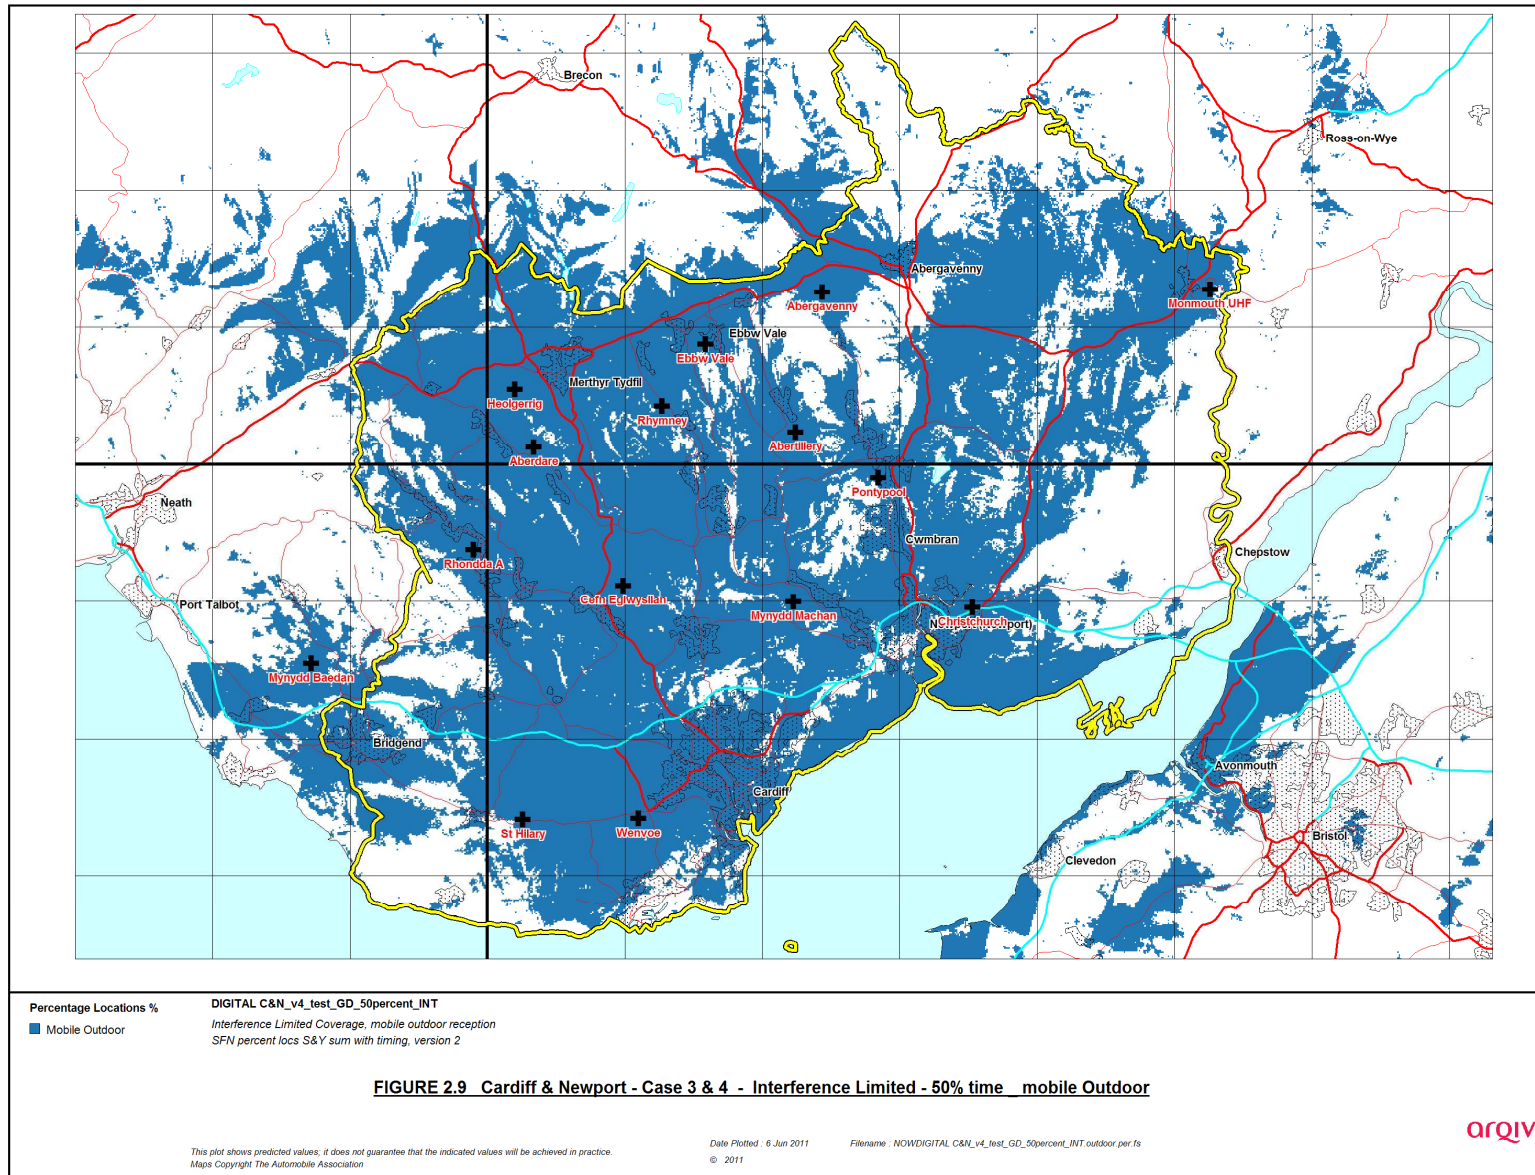 Brecon
Ross-on-Wye
Abergavenny
Abergavenny
Monmouth UHF
Ebbw Vale
Ebbw Vale
Merthyr Tydfil
Heolgerrig
Rhymney
Abertillery
Aberdare
Pontypool
Neath
Cwmbran
Chepstow
Rhondda A
Cefn Eglwysilan
Port Talbot
Mynydd Machan
Christchurch
Mynydd Baedan
Bridgend
Avonmouth
Cardiff
St Hilary
Wenvoe
Bristol
Clevedon
Percentage Locations %
Mobile Outdoor
DIGITAL C&N_v4_test_GD_50percent_INT
Interference Limited Coverage, mobile outdoor reception
SFN percent locs S&Y sum with timing, version 2
FIGURE 2.9 Cardiff & Newport - Case 3 & 4 - Interference Limited - 50% time _ mobile Outdoor
This plot shows predicted values; it does not guarantee that the indicated values will be achieved in practice.
Maps Copyright The Automobile Association
Date Plotted : 6 Jun 2011
Filename : NOWDIGITAL C&N_v4_test_GD_50percent_INT.outdoor.per.fs
© 2011
arqiv